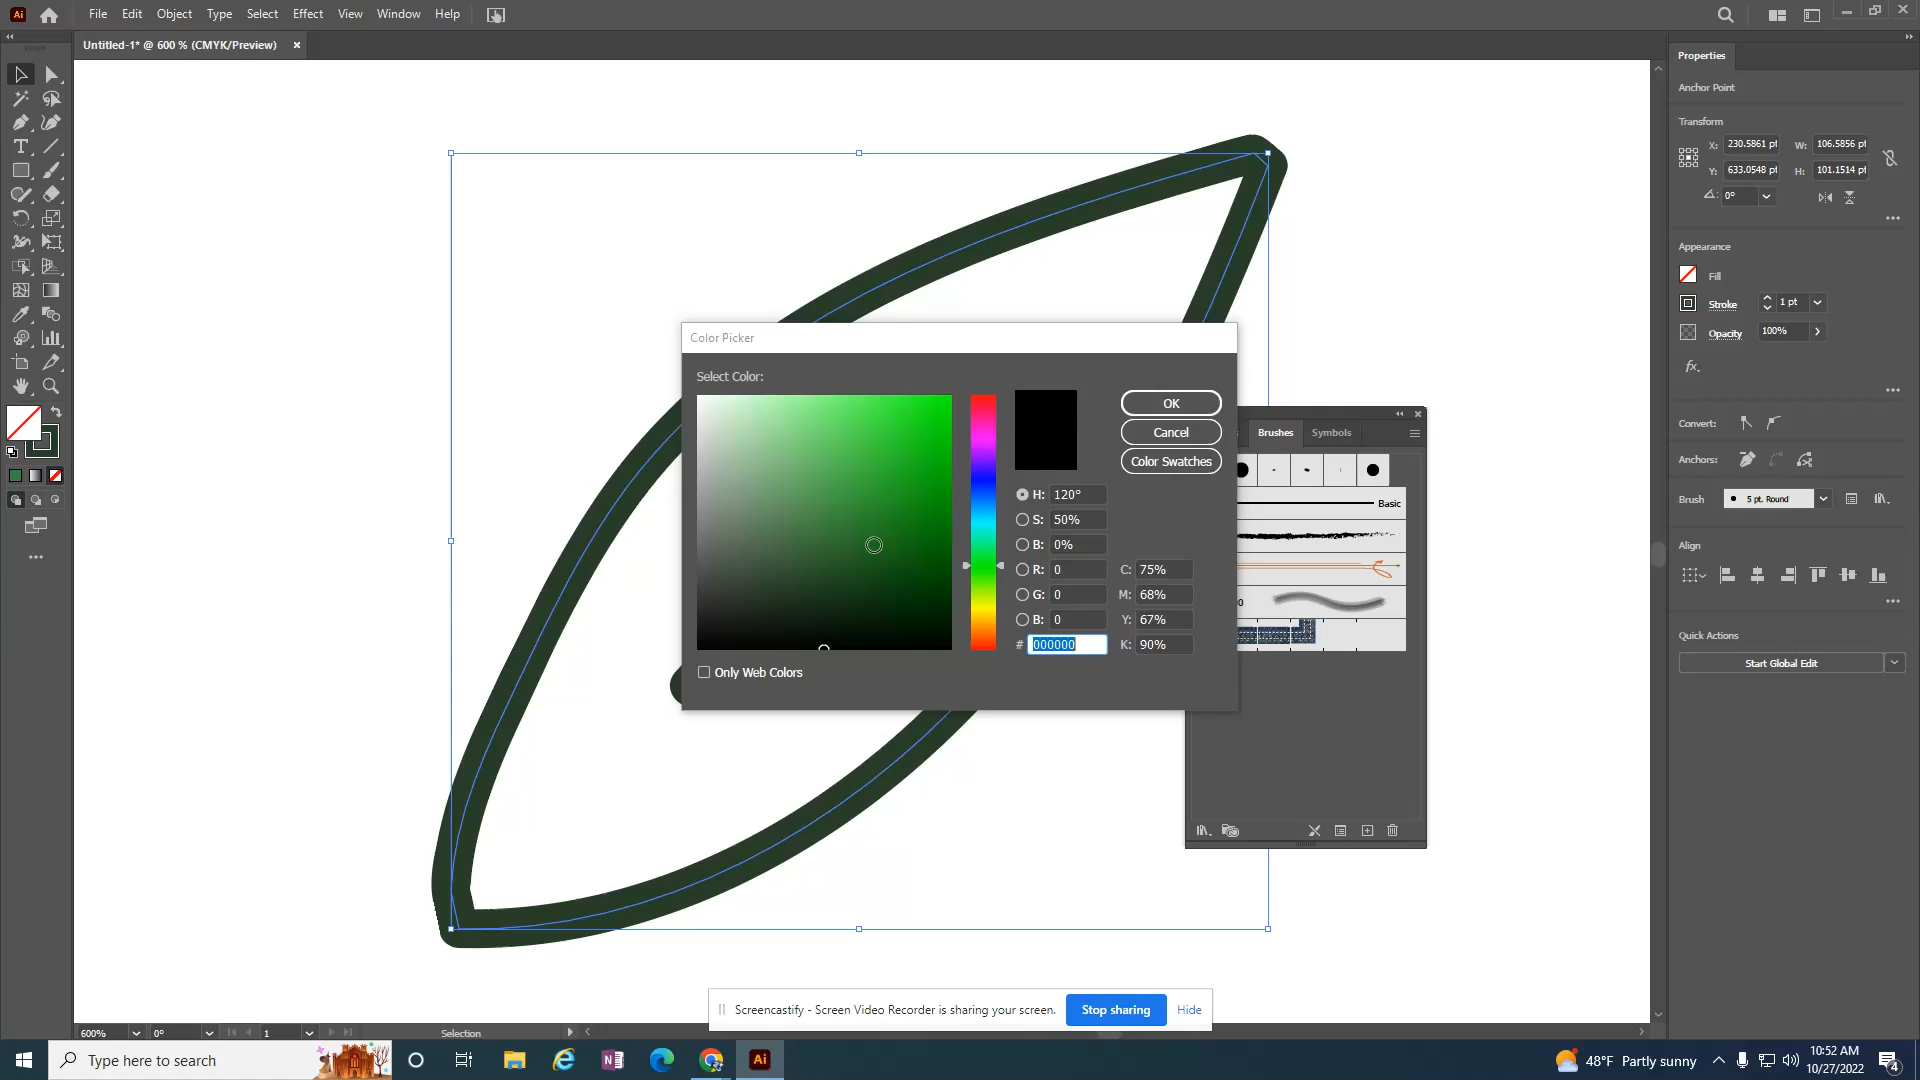 Ai File Edit Object Type Select Effect View Window Help
Untitled-1* @ 600 % (CMYK/Preview)
Properties
Anchor Point
Transform
X: 230.5861 pt W: 106.5856 pt
Y: 633.0548 pt H: 101.1514 pt
0°
Appearance
Fill
Stroke 1 pt
Opacity 100%
fx.
Convert:
Anchors:
Brush 5 pt. Round
Align
Quick Actions
Start Global Edit
Color Picker
Select Color:
OK
Cancel
Color Swatches
H: 120°
S: 50%
B: 0%
R: 0 C: 75%
G: 0 M: 68%
B: 0 Y: 67%
# 000000 K: 90%
Only Web Colors
Brushes Symbols
Basic
Screencastify - Screen Video Recorder is sharing your screen. Stop sharing Hide
600% 0° 1 Selection
Type here to search
Ai
48°F Partly sunny
10:52 AM
10/27/2022
4